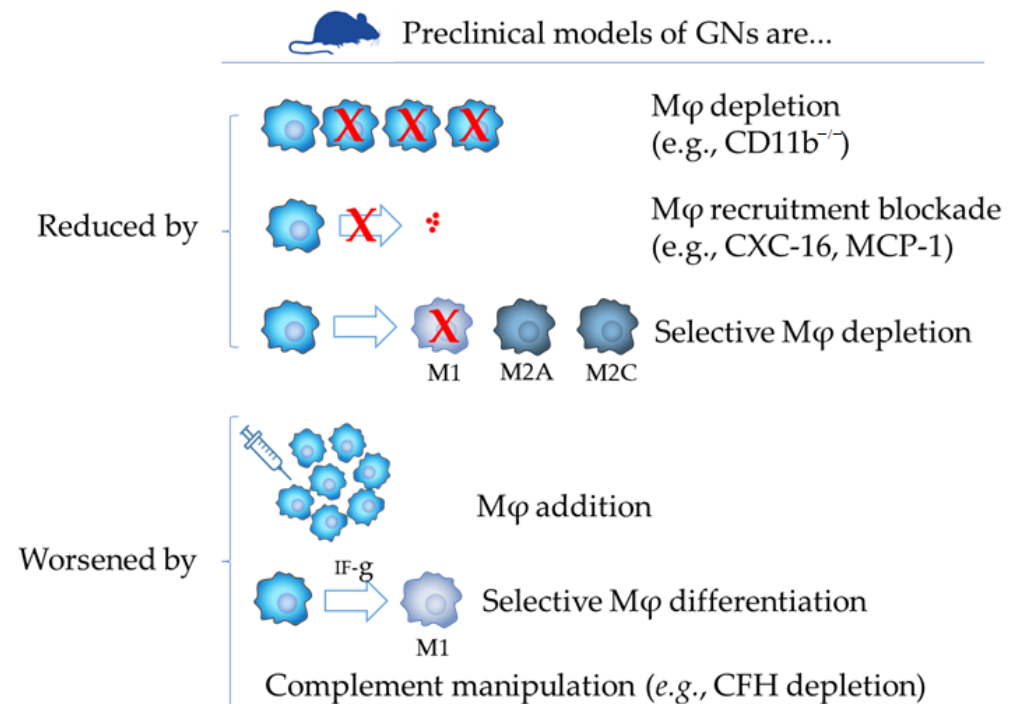 Preclinical models of GNs are...
Reduced by
X X X
Mφ depletion
(e.g., CD11b⁻/⁻)
X
Mφ recruitment blockade
(e.g., CXC-16, MCP-1)
X
M1 M2A M2C
Selective Mφ depletion
Worsened by
Mφ addition
IF-g
M1
Selective Mφ differentiation
Complement manipulation (e.g., CFH depletion)